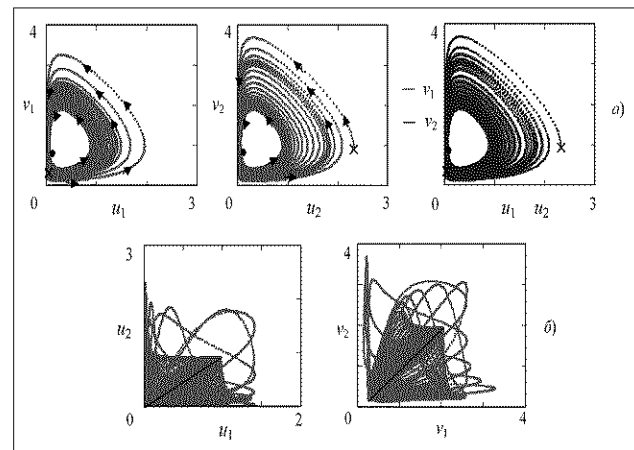 4 4 4
v₁ v₂ — v₁
— v₂ а)
0 u₁ 3 0 u₂ 3 0 u₁ u₂ 3
3 4
u₂ v₂ б)
0 u₁ 2 0 v₁ 4